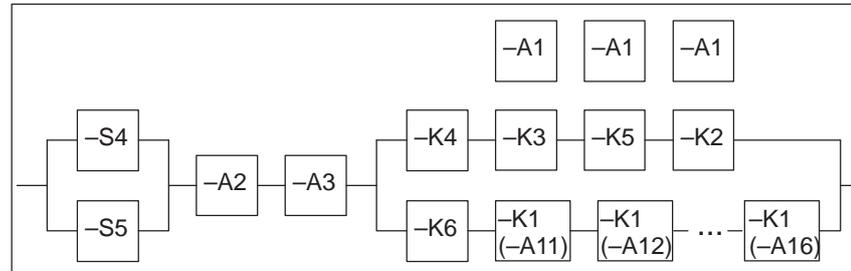 –A1 –A1 –A1
–S4 –K4 –K3 –K5 –K2
–A2 –A3
–S5 –K6 –K1 –K1 ... –K1
(–A11) (–A12) (–A16)